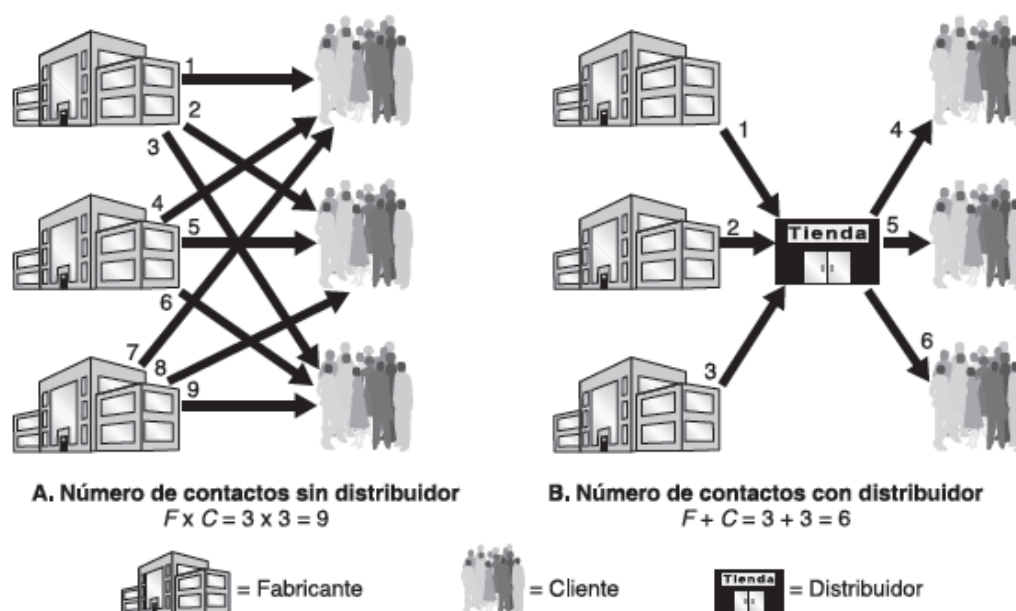 1
2
3
4
5
6
7
8
9
1
2
3
Tienda
4
5
6
A. Número de contactos sin distribuidor
F x C = 3 x 3 = 9
B. Número de contactos con distribuidor
F + C = 3 + 3 = 6
= Fabricante
= Cliente
Tienda
= Distribuidor